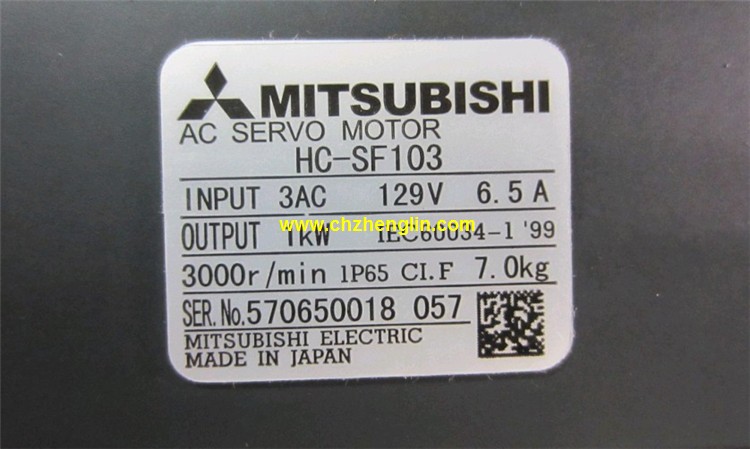 MITSUBISHI
AC SERVO MOTOR
HC-SF103
INPUT 3AC 129V 6.5A
www.chzhenglin.com
OUTPUT 1kW IEC60034-1 '99
3000r/min IP65 CI.F 7.0kg
SER.No.570650018 057
MITSUBISHI ELECTRIC
MADE IN JAPAN